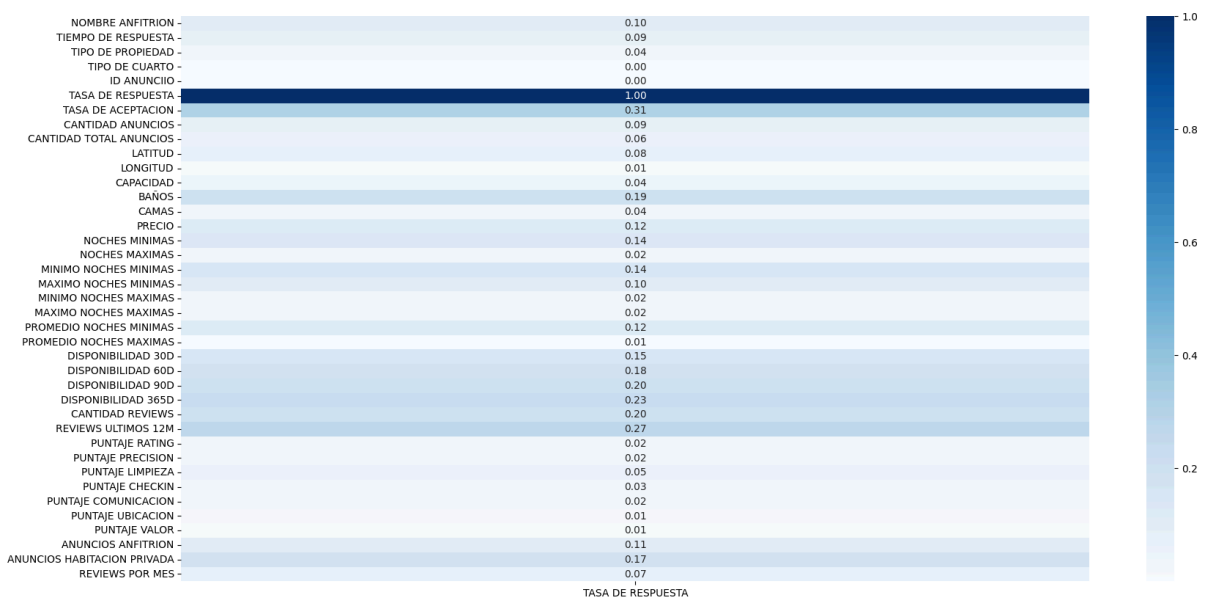 NOMBRE ANFITRION 0.10
TIEMPO DE RESPUESTA 0.09
TIPO DE PROPIEDAD 0.04
TIPO DE CUARTO 0.00
ID ANUNCIIO 0.00
TASA DE RESPUESTA 1.00
TASA DE ACEPTACION 0.31
CANTIDAD ANUNCIOS 0.09
CANTIDAD TOTAL ANUNCIOS 0.06
LATITUD 0.08
LONGITUD 0.01
CAPACIDAD 0.04
BAÑOS 0.19
CAMAS 0.04
PRECIO 0.12
NOCHES MINIMAS 0.14
NOCHES MAXIMAS 0.02
MINIMO NOCHES MINIMAS 0.14
MAXIMO NOCHES MINIMAS 0.10
MINIMO NOCHES MAXIMAS 0.02
MAXIMO NOCHES MAXIMAS 0.02
PROMEDIO NOCHES MINIMAS 0.12
PROMEDIO NOCHES MAXIMAS 0.01
DISPONIBILIDAD 30D 0.15
DISPONIBILIDAD 60D 0.18
DISPONIBILIDAD 90D 0.20
DISPONIBILIDAD 365D 0.23
CANTIDAD REVIEWS 0.20
REVIEWS ULTIMOS 12M 0.27
PUNTAJE RATING 0.02
PUNTAJE PRECISION 0.02
PUNTAJE LIMPIEZA 0.05
PUNTAJE CHECKIN 0.03
PUNTAJE COMUNICACION 0.02
PUNTAJE UBICACION 0.01
PUNTAJE VALOR 0.01
ANUNCIOS ANFITRION 0.11
ANUNCIOS HABITACION PRIVADA 0.17
REVIEWS POR MES 0.07
TASA DE RESPUESTA
1.0
0.8
0.6
0.4
0.2